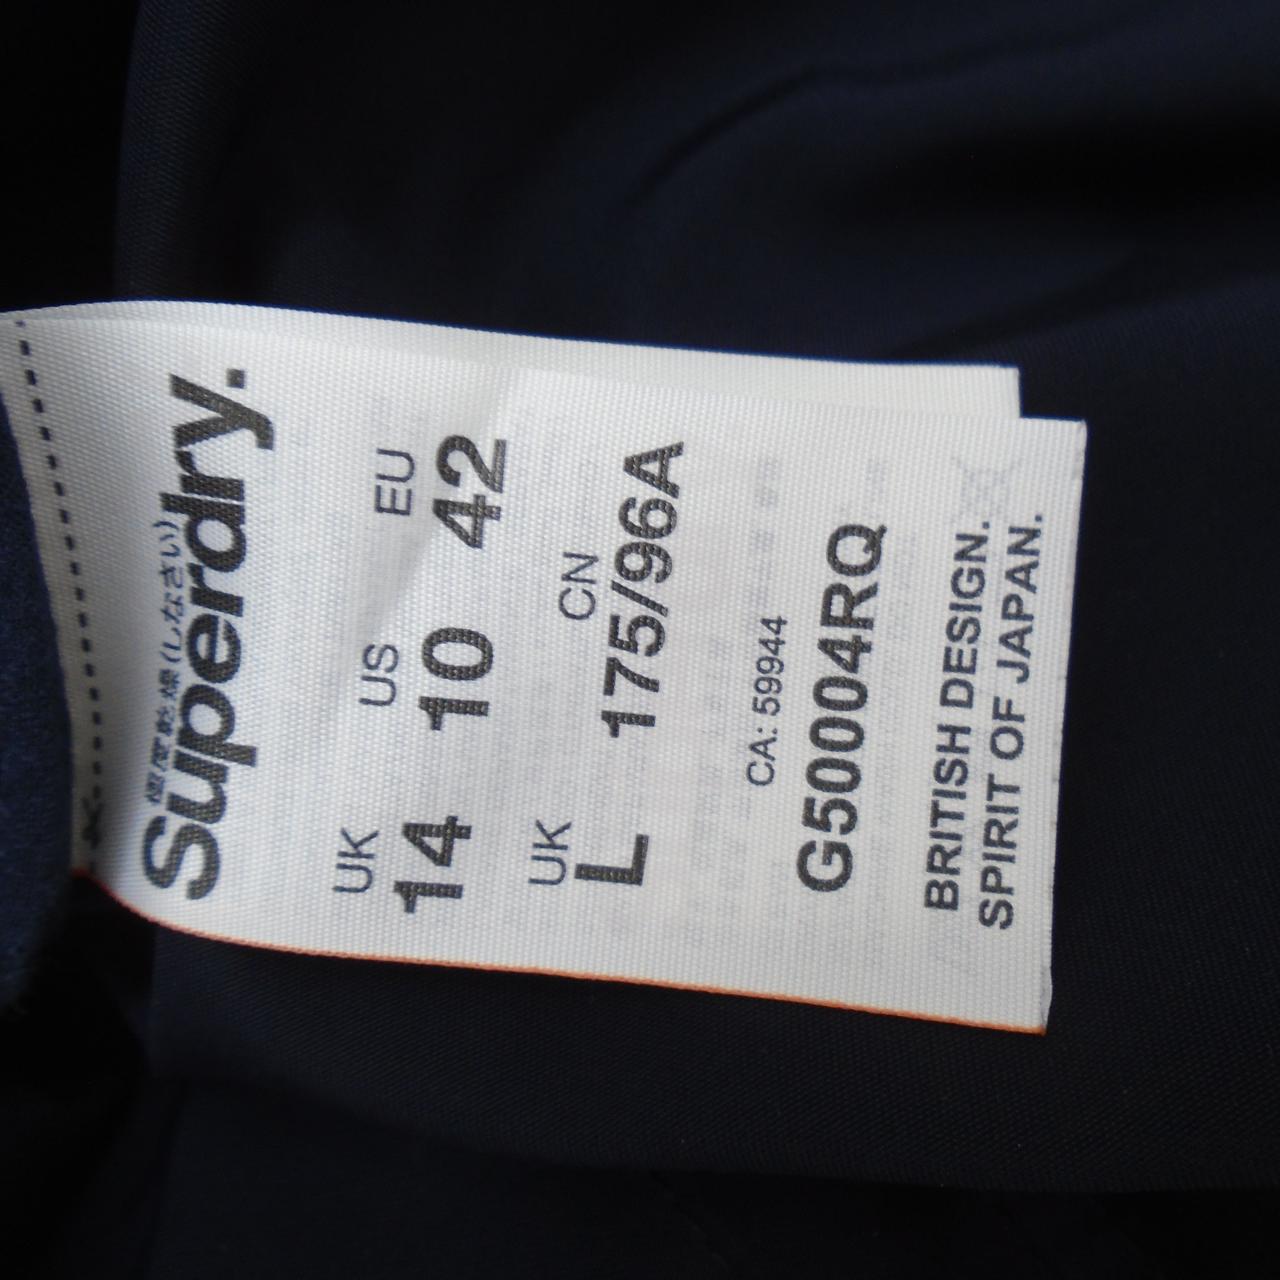 極度乾燥(しなさい)
Superdry.
UK US EU
14 10 42
UK CN
L 175/96A
CA: 59944
G50004RQ
BRITISH DESIGN.
SPIRIT OF JAPAN.